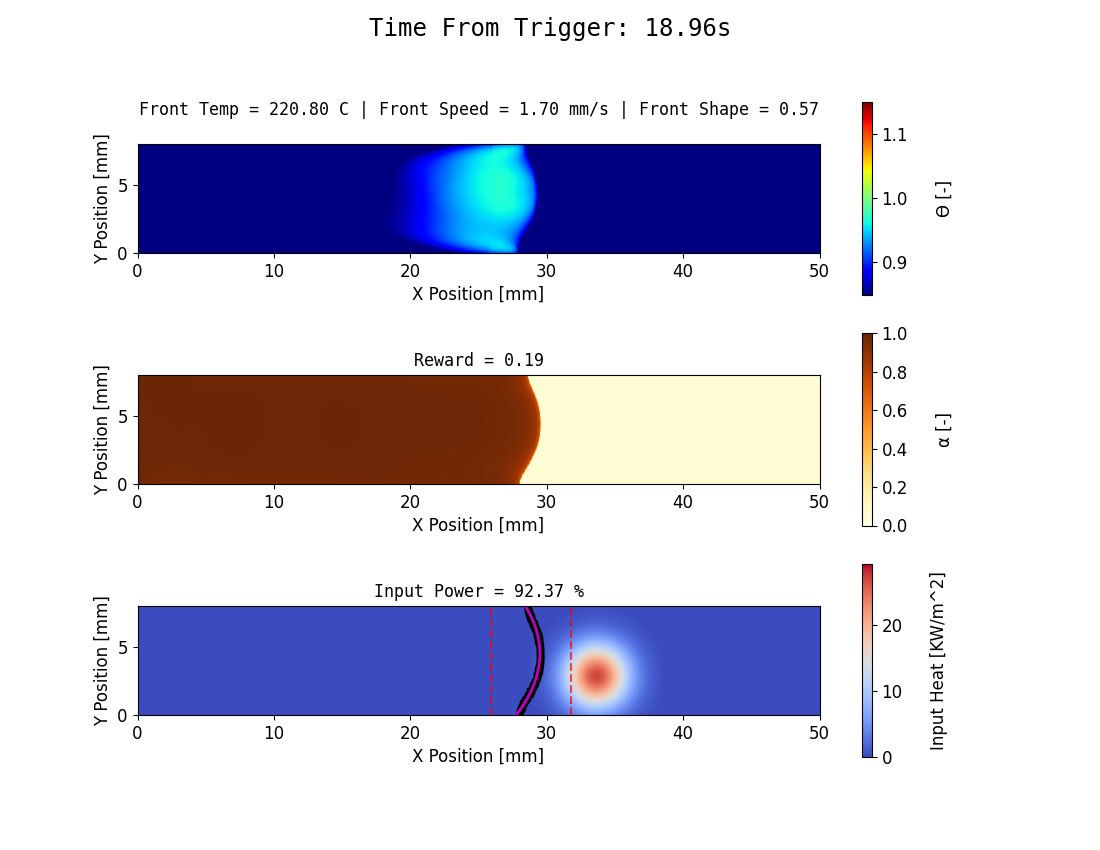 Time From Trigger: 18.96s
Front Temp = 220.80 C | Front Speed = 1.70 mm/s | Front Shape = 0.57
Y Position [mm]
5
0
0 10 20 30 40 50
X Position [mm]
1.1
1.0
0.9
Θ [-]
Reward = 0.19
Y Position [mm]
5
0
0 10 20 30 40 50
X Position [mm]
1.0
0.8
0.6
0.4
0.2
0.0
α [-]
Input Power = 92.37 %
Y Position [mm]
5
0
0 10 20 30 40 50
X Position [mm]
20
10
0
Input Heat [KW/m^2]